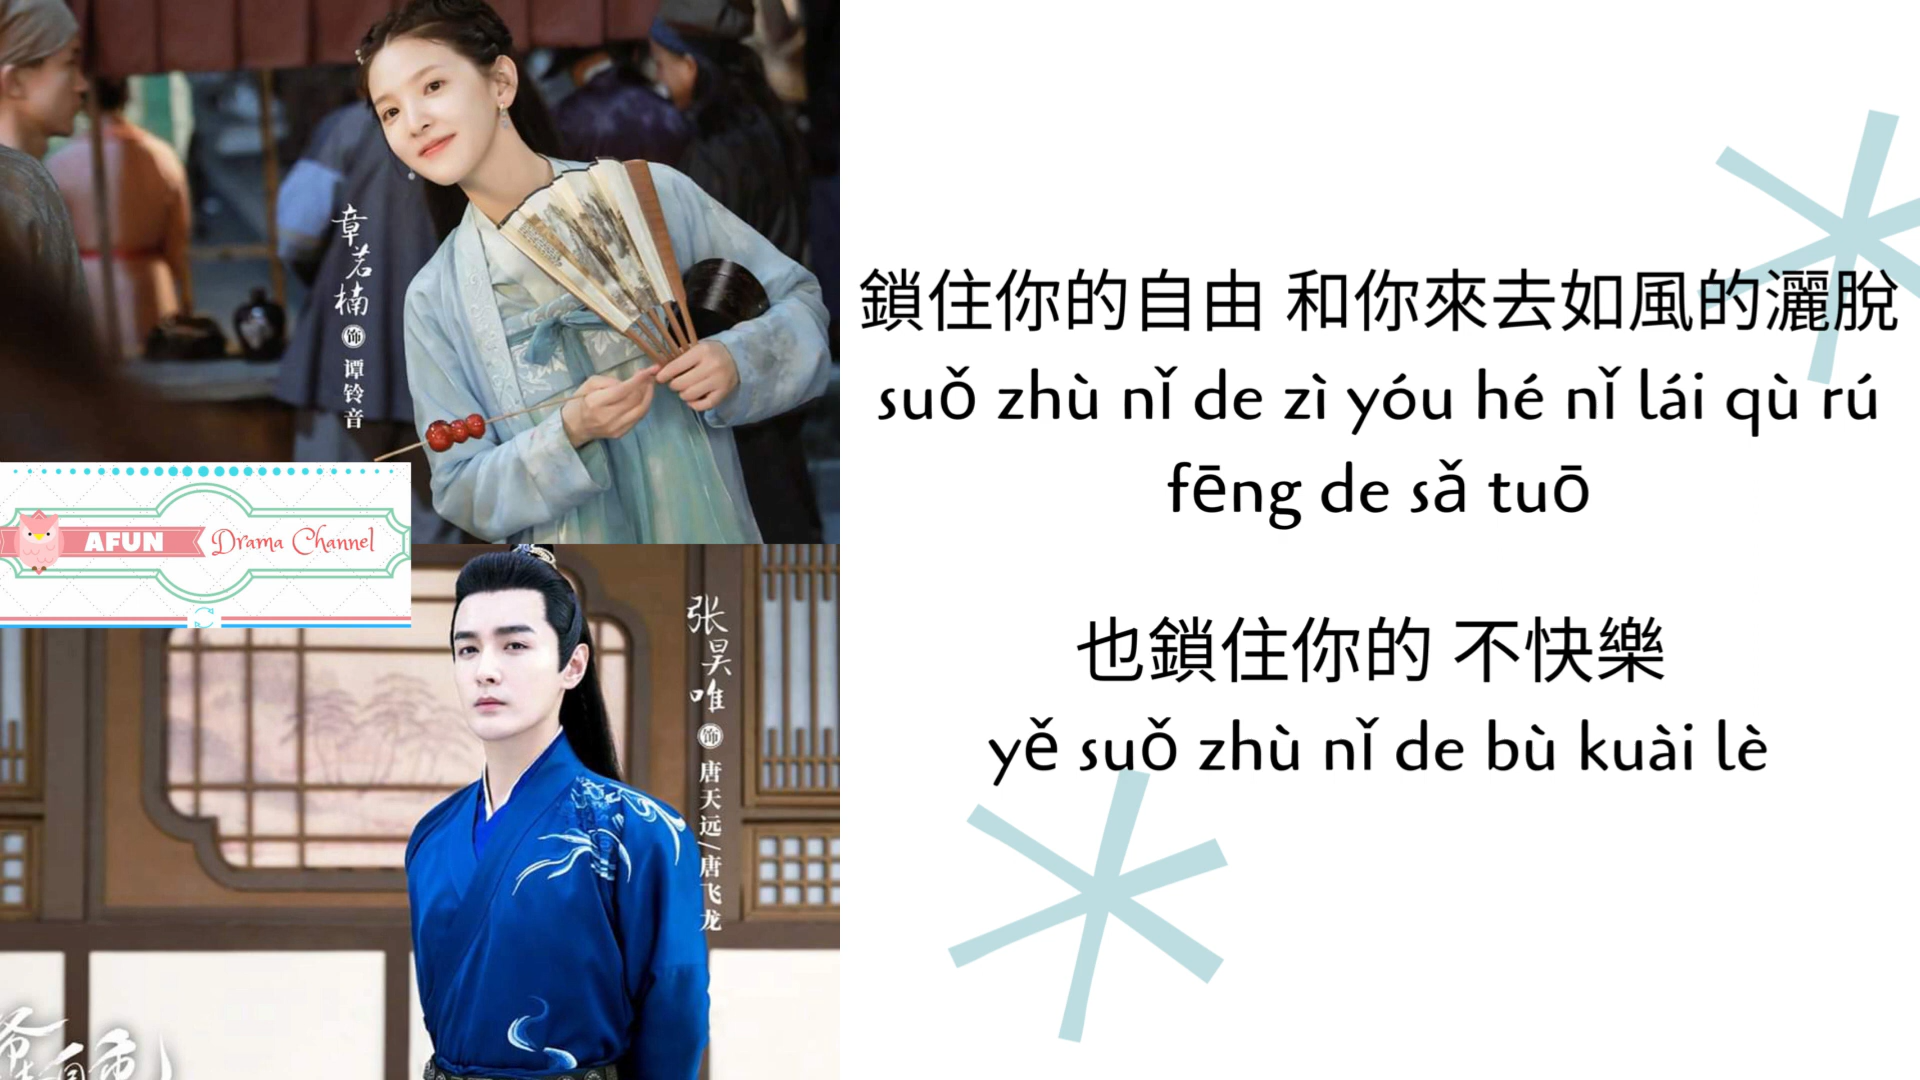 章若楠
饰
谭铃音
AFUN Drama Channel
张昊唯
饰
唐天远/唐飞龙
鎖住你的自由 和你來去如風的灑脫
suǒ zhù nǐ de zì yóu hé nǐ lái qù rú
fēng de sǎ tuō
也鎖住你的 不快樂
yě suǒ zhù nǐ de bù kuài lè